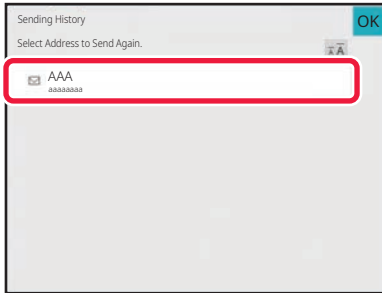 Sending History
OK
Select Address to Send Again.
AAA
aaaaaaaa